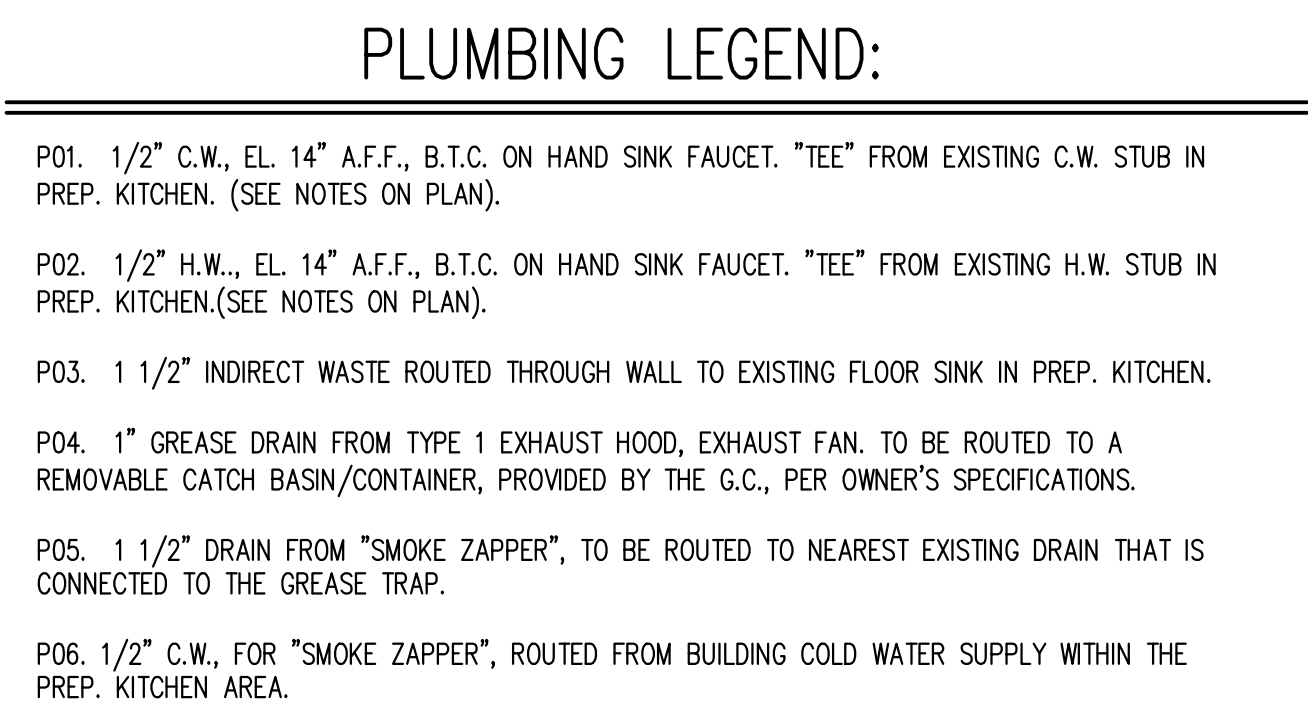 PLUMBING LEGEND:
P01. 1/2" C.W., EL. 14" A.F.F., B.T.C. ON HAND SINK FAUCET. "TEE" FROM EXISTING C.W. STUB IN
PREP. KITCHEN. (SEE NOTES ON PLAN).
P02. 1/2" H.W.., EL. 14" A.F.F., B.T.C. ON HAND SINK FAUCET. "TEE" FROM EXISTING H.W. STUB IN
PREP. KITCHEN.(SEE NOTES ON PLAN).
P03. 1 1/2" INDIRECT WASTE ROUTED THROUGH WALL TO EXISTING FLOOR SINK IN PREP. KITCHEN.
P04. 1" GREASE DRAIN FROM TYPE 1 EXHAUST HOOD, EXHAUST FAN. TO BE ROUTED TO A
REMOVABLE CATCH BASIN/CONTAINER, PROVIDED BY THE G.C., PER OWNER'S SPECIFICATIONS.
P05. 1 1/2" DRAIN FROM "SMOKE ZAPPER", TO BE ROUTED TO NEAREST EXISTING DRAIN THAT IS
CONNECTED TO THE GREASE TRAP.
P06. 1/2" C.W., FOR "SMOKE ZAPPER", ROUTED FROM BUILDING COLD WATER SUPPLY WITHIN THE
PREP. KITCHEN AREA.